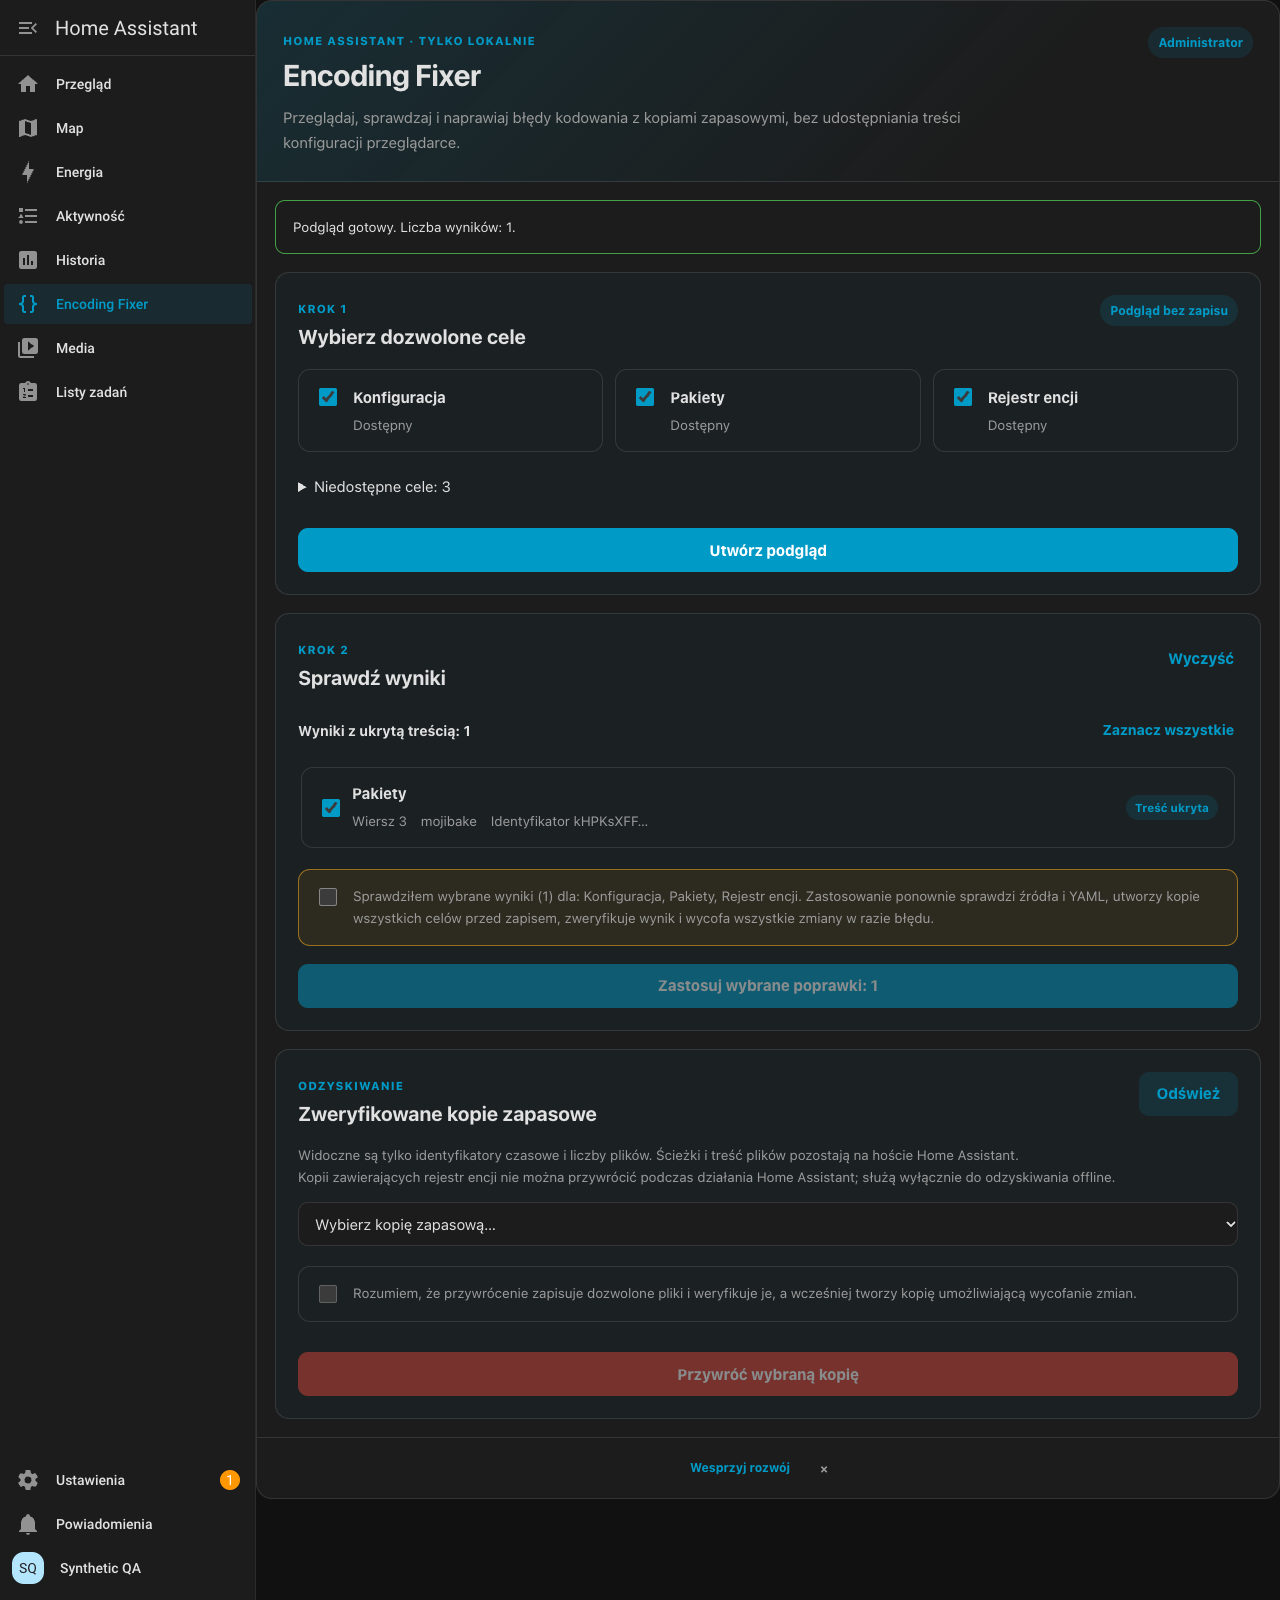 Home Assistant
Przegląd
Map
Energia
Aktywność
Historia
Encoding Fixer
Media
Listy zadań
Ustawienia
1
Powiadomienia
SQ
Synthetic QA
HOME ASSISTANT · TYLKO LOKALNIE
Administrator
Encoding Fixer
Przeglądaj, sprawdzaj i naprawiaj błędy kodowania z kopiami zapasowymi, bez udostępniania treści
konfiguracji przeglądarce.
Podgląd gotowy. Liczba wyników: 1.
KROK 1
Podgląd bez zapisu
Wybierz dozwolone cele
Konfiguracja
Dostępny
Pakiety
Dostępny
Rejestr encji
Dostępny
Niedostępne cele: 3
Utwórz podgląd
KROK 2
Wyczyść
Sprawdź wyniki
Wyniki z ukrytą treścią: 1
Zaznacz wszystkie
Pakiety
Wiersz 3 mojibake Identyfikator kHPKsXFF…
Treść ukryta
Sprawdziłem wybrane wyniki (1) dla: Konfiguracja, Pakiety, Rejestr encji. Zastosowanie ponownie sprawdzi źródła i YAML, utworzy kopie
wszystkich celów przed zapisem, zweryfikuje wynik i wycofa wszystkie zmiany w razie błędu.
Zastosuj wybrane poprawki: 1
ODZYSKIWANIE
Odśwież
Zweryfikowane kopie zapasowe
Widoczne są tylko identyfikatory czasowe i liczby plików. Ścieżki i treść plików pozostają na hoście Home Assistant.
Kopii zawierających rejestr encji nie można przywrócić podczas działania Home Assistant; służą wyłącznie do odzyskiwania offline.
Wybierz kopię zapasową...
Rozumiem, że przywrócenie zapisuje dozwolone pliki i weryfikuje je, a wcześniej tworzy kopię umożliwiającą wycofanie zmian.
Przywróć wybraną kopię
Wesprzyj rozwój ×